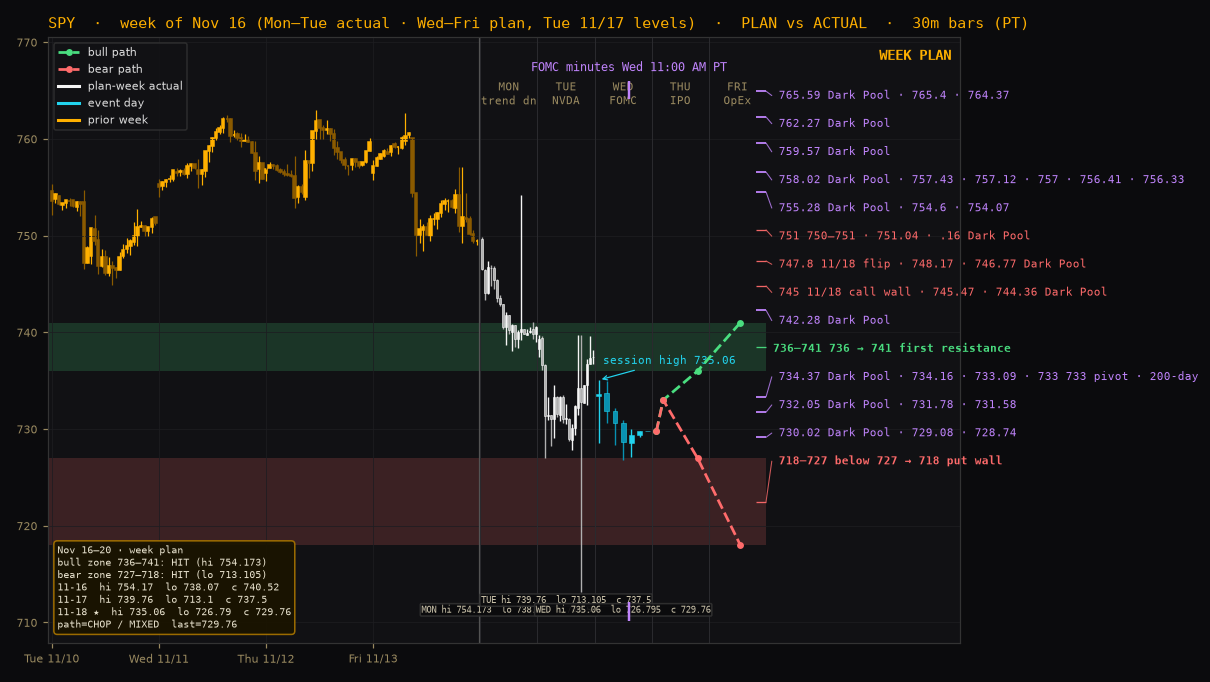 SPY · week of Nov 16 (Mon–Tue actual · Wed–Fri plan, Tue 11/17 levels) · PLAN vs ACTUAL · 30m bars (PT)
770
760
750
740
730
720
710
bull path
bear path
plan-week actual
event day
prior week
WEEK PLAN
FOMC minutes Wed 11:00 AM PT
MON TUE WED THU FRI
trend dn NVDA FOMC IPO OpEx
765.59 Dark Pool · 765.4 · 764.37
762.27 Dark Pool
759.57 Dark Pool
758.02 Dark Pool · 757.43 · 757.12 · 757 · 756.41 · 756.33
755.28 Dark Pool · 754.6 · 754.07
751 750–751 · 751.04 · .16 Dark Pool
747.8 11/18 flip · 748.17 · 746.77 Dark Pool
745 11/18 call wall · 745.47 · 744.36 Dark Pool
742.28 Dark Pool
736–741 736 → 741 first resistance
session high 735.06
734.37 Dark Pool · 734.16 · 733.09 · 733 733 pivot · 200-day
732.05 Dark Pool · 731.78 · 731.58
730.02 Dark Pool · 729.08 · 728.74
718–727 below 727 → 718 put wall
Nov 16–20 · week plan
bull zone 736–741: HIT (hi 754.173)
bear zone 727–718: HIT (lo 713.105)
11-16 hi 754.17 lo 738.07 c 740.52
11-17 hi 739.76 lo 713.1 c 737.5
11-18 ★ hi 735.06 lo 726.79 c 729.76
path=CHOP / MIXED last=729.76
TUE hi 739.76 lo 713.105 c 737.5
MON hi 754.173 lo 738
WED hi 735.06 lo 726.795 c 729.76
Tue 11/10
Wed 11/11
Thu 11/12
Fri 11/13